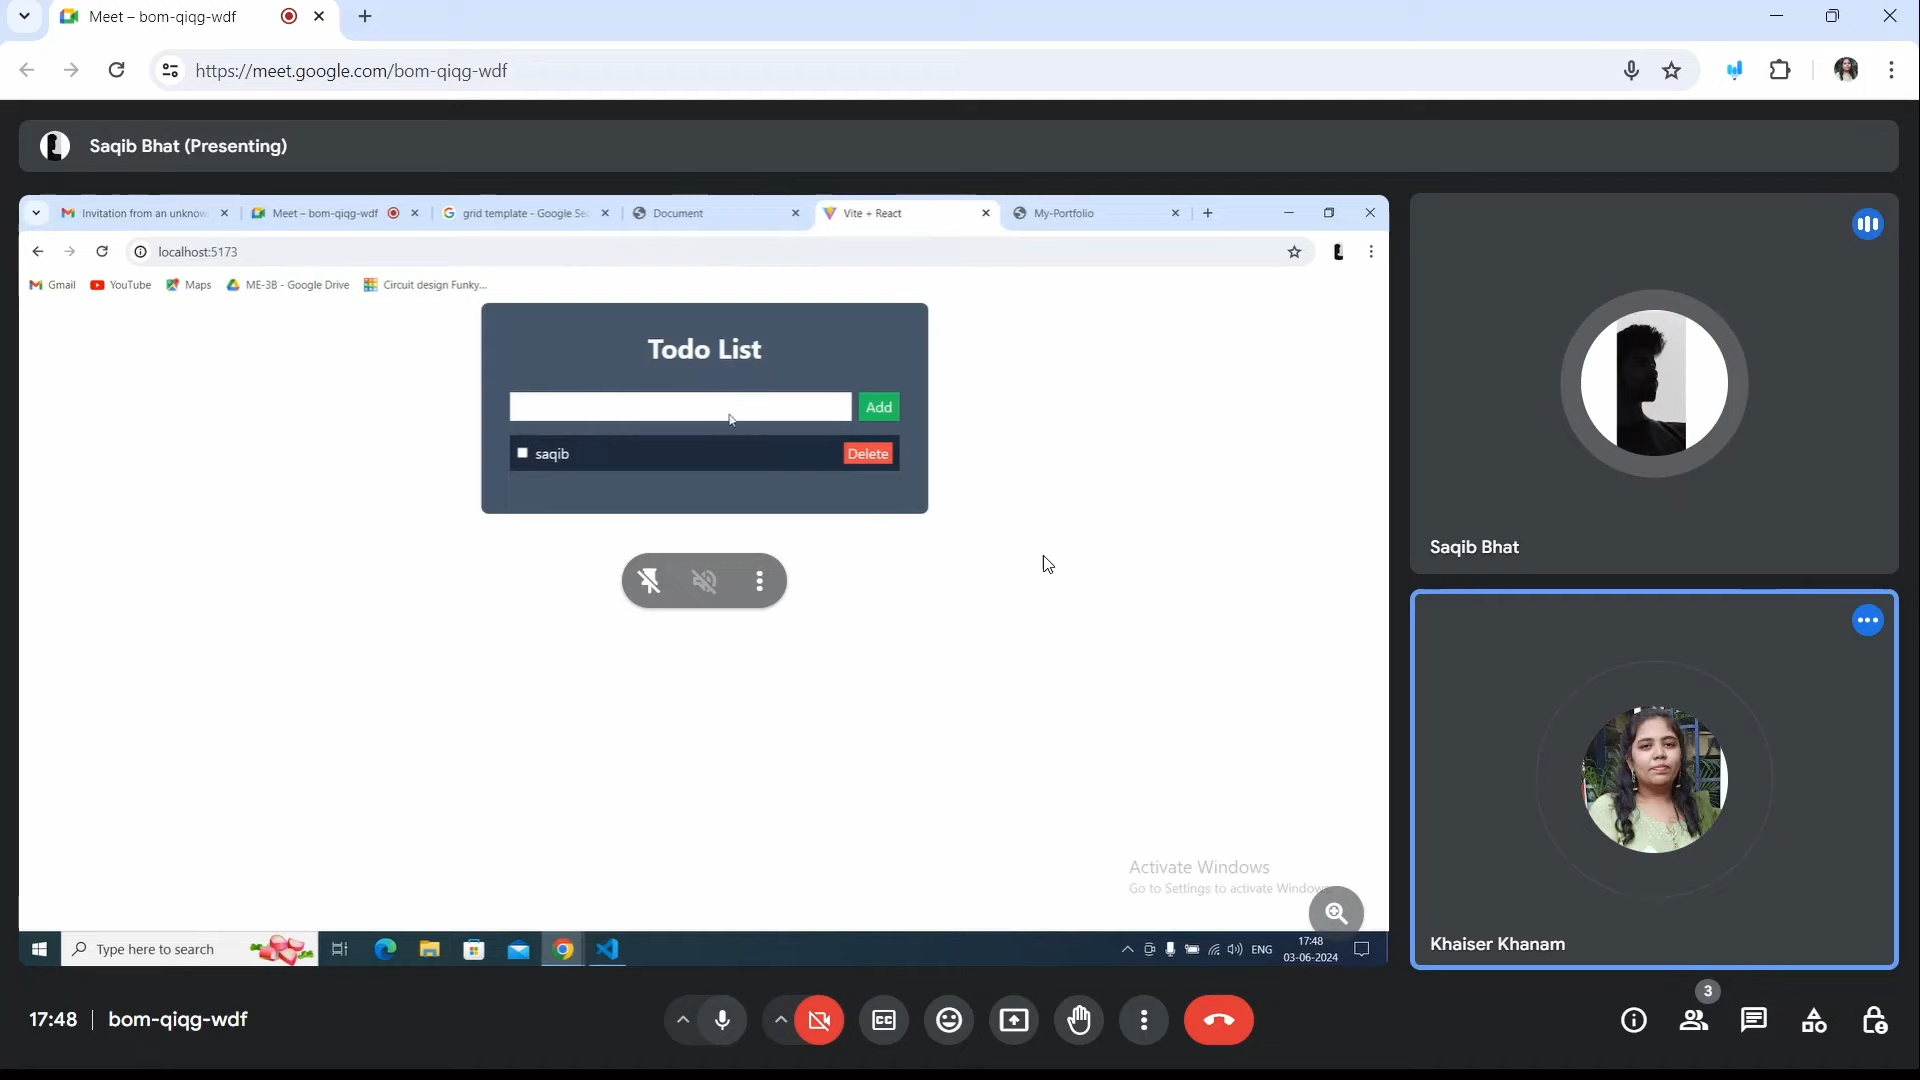 Meet – bom-qiqg-wdf
https://meet.google.com/bom-qiqg-wdf
Saqib Bhat (Presenting)
Invitation from an unknow
Meet – bom-qiqg-wdf
grid template - Google Se
Document
Vite + React
My-Portfolio
localhost:5173
Gmail
YouTube
Maps
ME-3B - Google Drive
Circuit design Funky...
Todo List
Add
saqib
Delete
Saqib Bhat
Khaiser Khanam
Activate Windows
Go to Settings to activate Windows
Type here to search
ENG
17:48
03-06-2024
17:48
bom-qiqg-wdf
CC
3